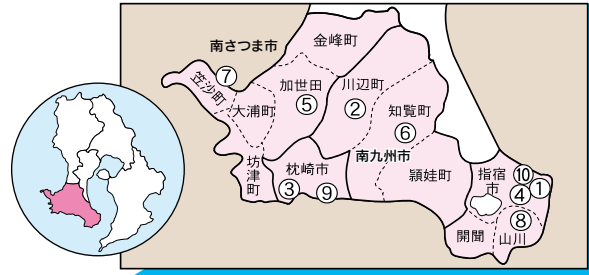 金峰町
南さつま市
笠沙町
⑦
加世田
⑤
川辺町
②
大浦町
知覧町
⑥
南九州市
坊津町
枕崎市
③
⑨
頴娃町
指宿市
⑩
①
④
⑧
開聞
山川